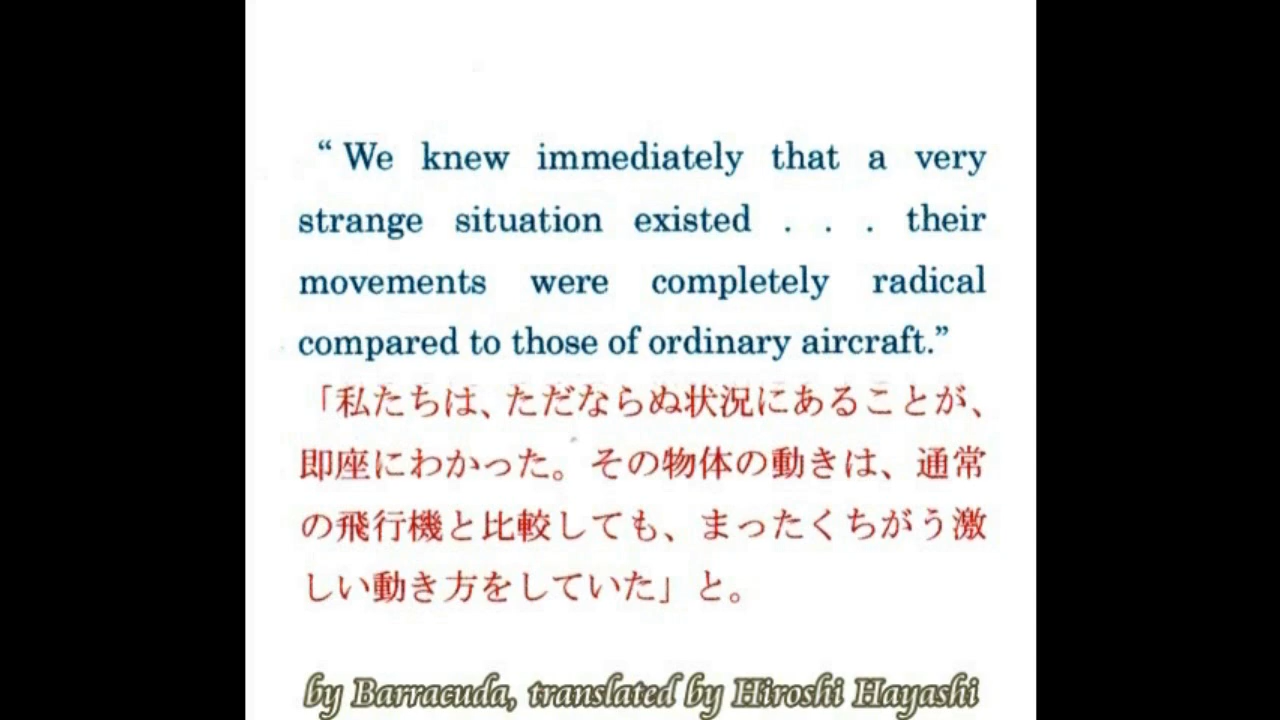 “ We knew immediately that a very
strange situation existed . . . their
movements were completely radical
compared to those of ordinary aircraft.”
「私たちは、ただならぬ状況にあることが、
即座にわかった。その物体の動きは、通常
の飛行機と比較しても、まったくちがう激
しい動き方をしていた」と。
by Barracuda, translated by Hiroshi Hayashi